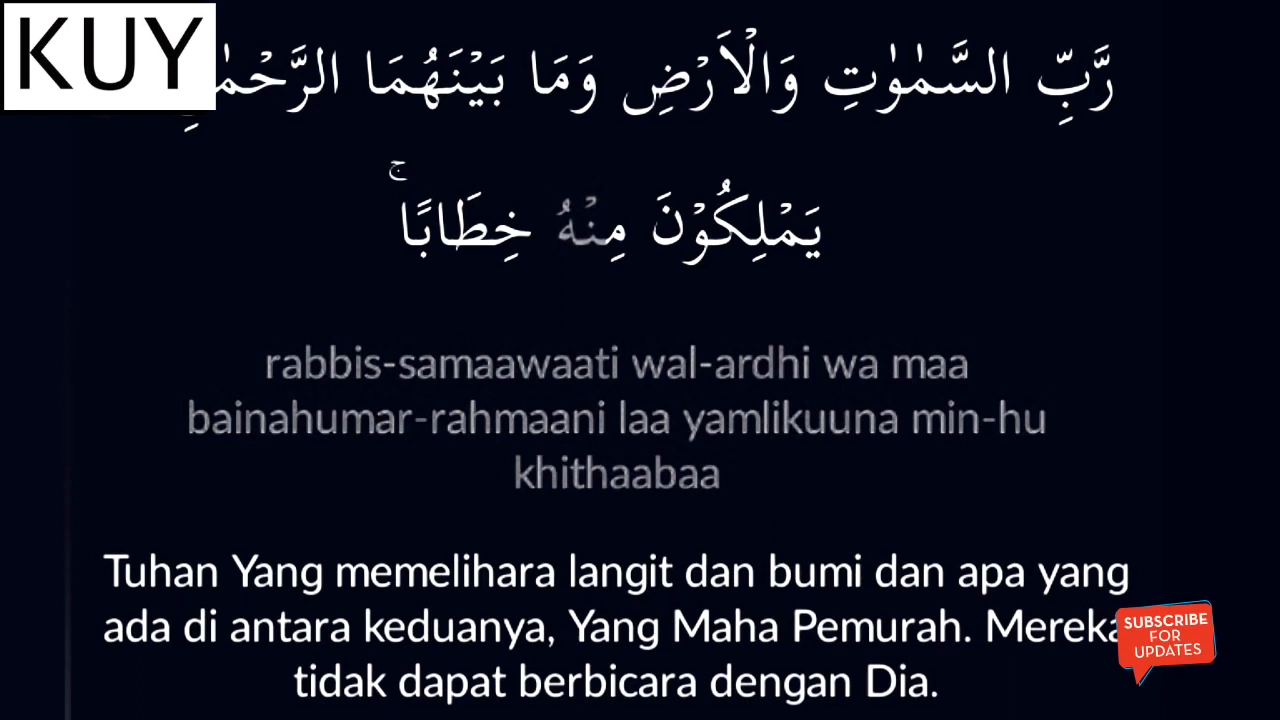 KUY
رَّبِّ السَّمٰوٰتِ وَالْاَرْضِ وَمَا بَيْنَهُمَا
يَمْلِكُوْنَ مِنْهُ خِطَابًاۚ
rabbis-samaawaati wal-ardhi wa maa
bainahumar-rahmaani laa yamlikuuna min-hu
khithaabaa
Tuhan Yang memelihara langit dan bumi dan apa yang
ada di antara keduanya, Yang Maha Pemurah. Mereka
tidak dapat berbicara dengan Dia.
SUBSCRIBE
FOR
UPDATES